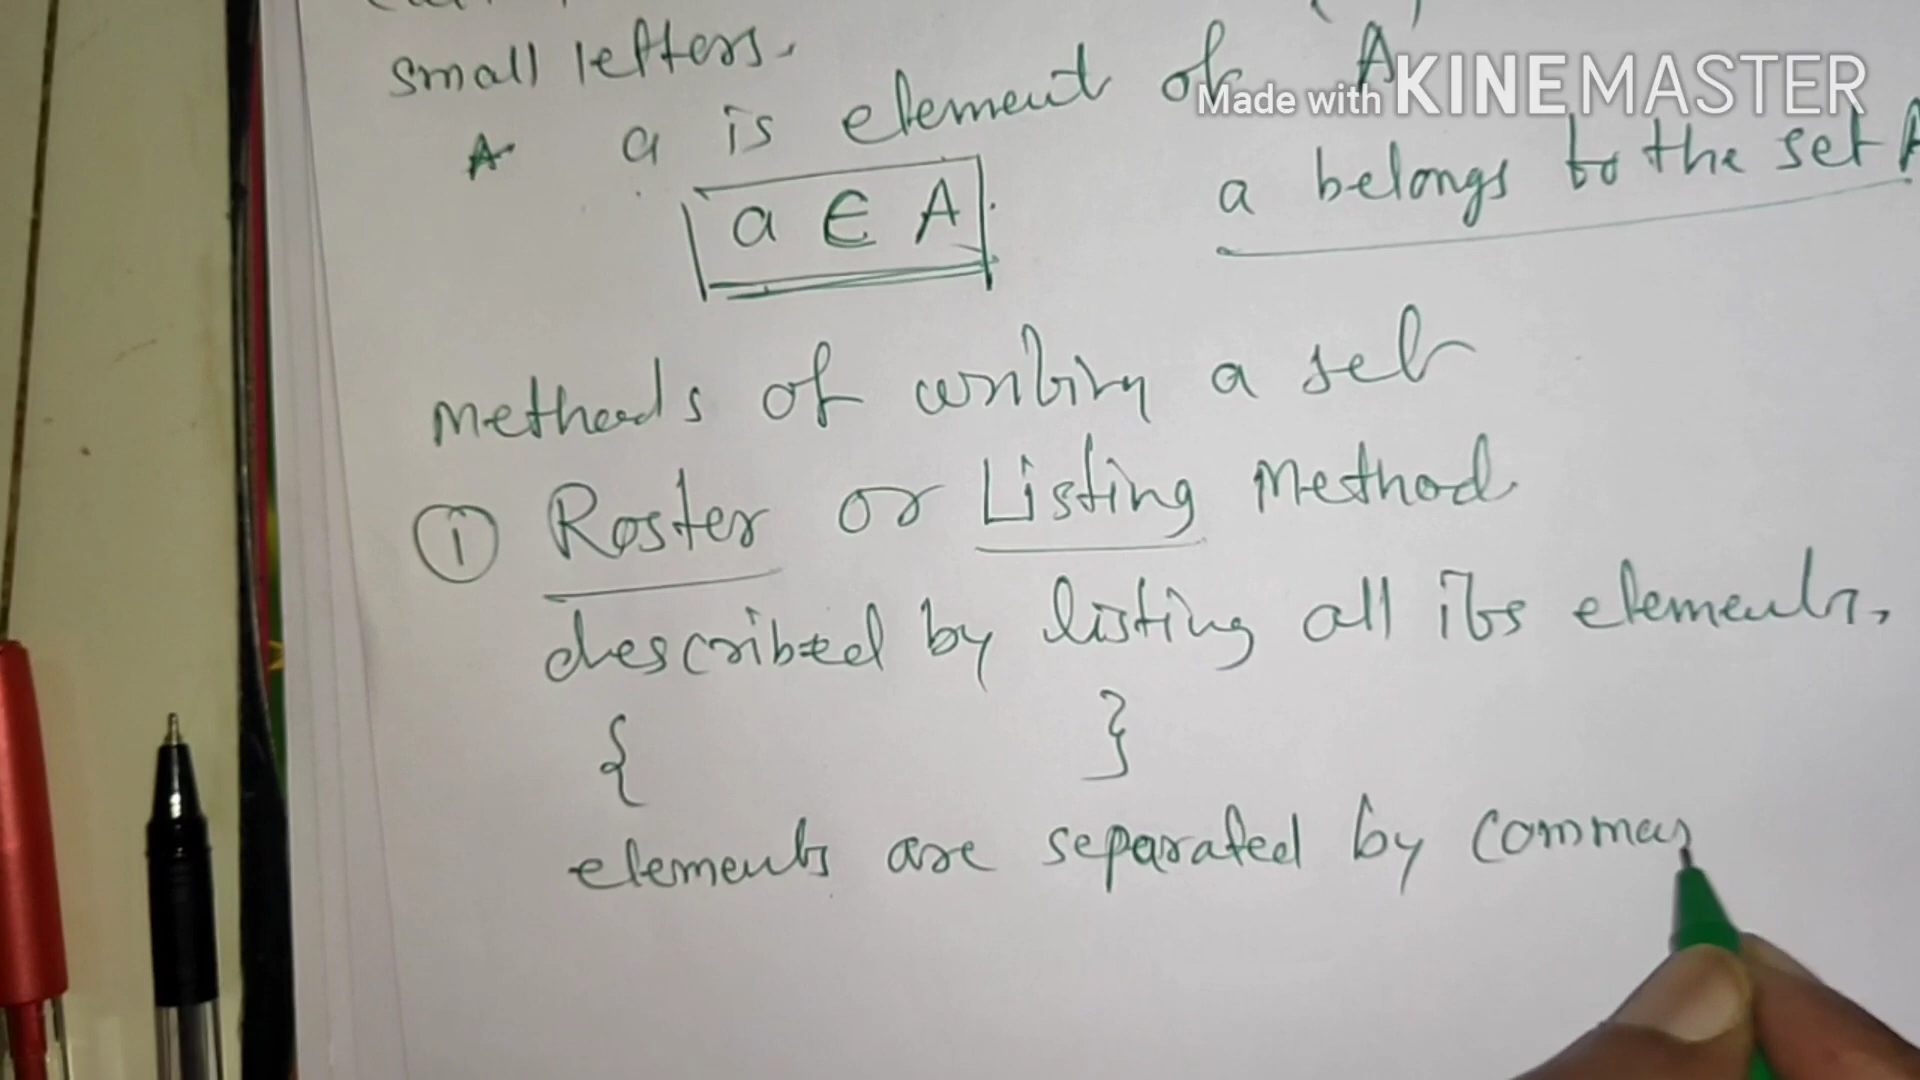 small letters.
a is element of A
Made with KINEMASTER
A
a ∈ A
a belongs to the set A
Methods of writing a set
① Roster or Listing Method
described by listing all its elements,
{ }
elements are separated by commas